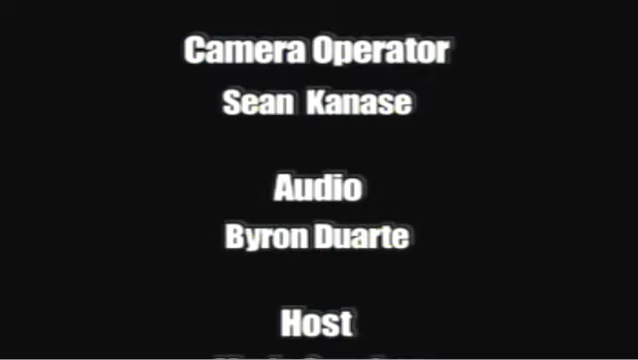 Camera Operator
Sean Kanase
Audio
Byron Duarte
Host